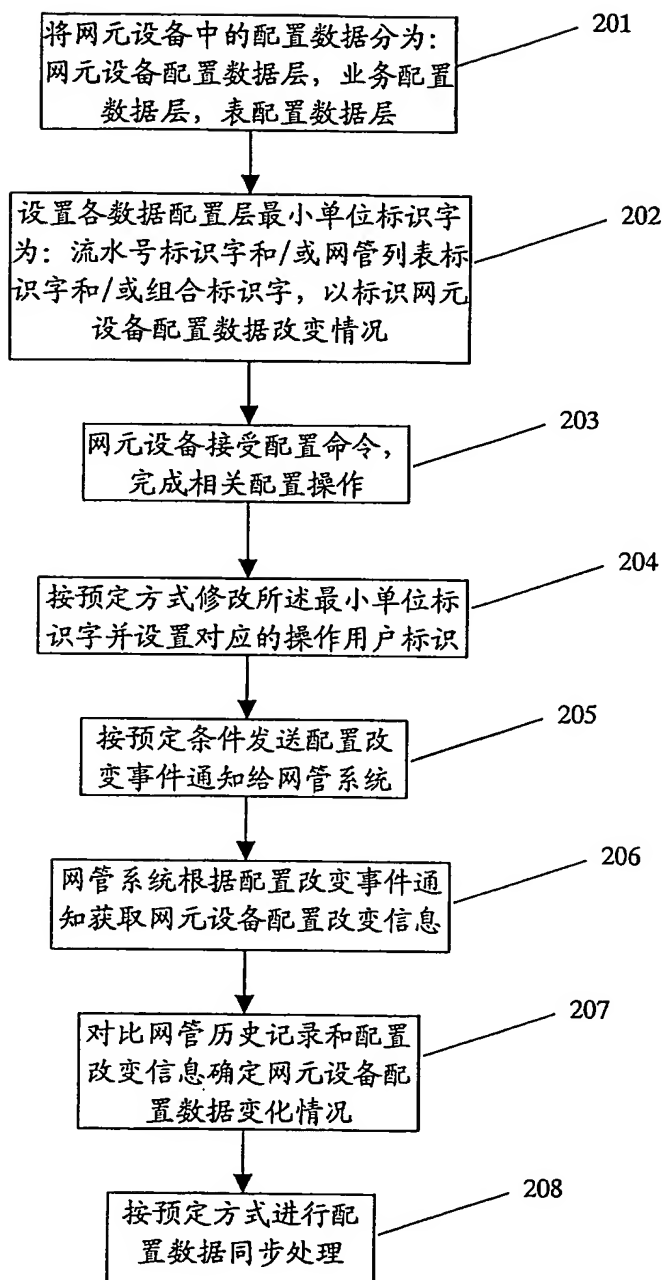 将网元设备中的配置数据分为：
网元设备配置数据层，业务配置
数据层，表配置数据层
201
设置各数据配置层最小单位标识字
为：流水号标识字和/或网管列表标
识字和/或组合标识字，以标识网元
设备配置数据改变情况
202
网元设备接受配置命令，
完成相关配置操作
203
按预定方式修改所述最小单位标
识字并设置对应的操作用户标识
204
按预定条件发送配置改
变事件通知给网管系统
205
网管系统根据配置改变事件通
知获取网元设备配置改变信息
206
对比网管历史记录和配置
改变信息确定网元设备配
置数据变化情况
207
按预定方式进行配
置数据同步处理
208